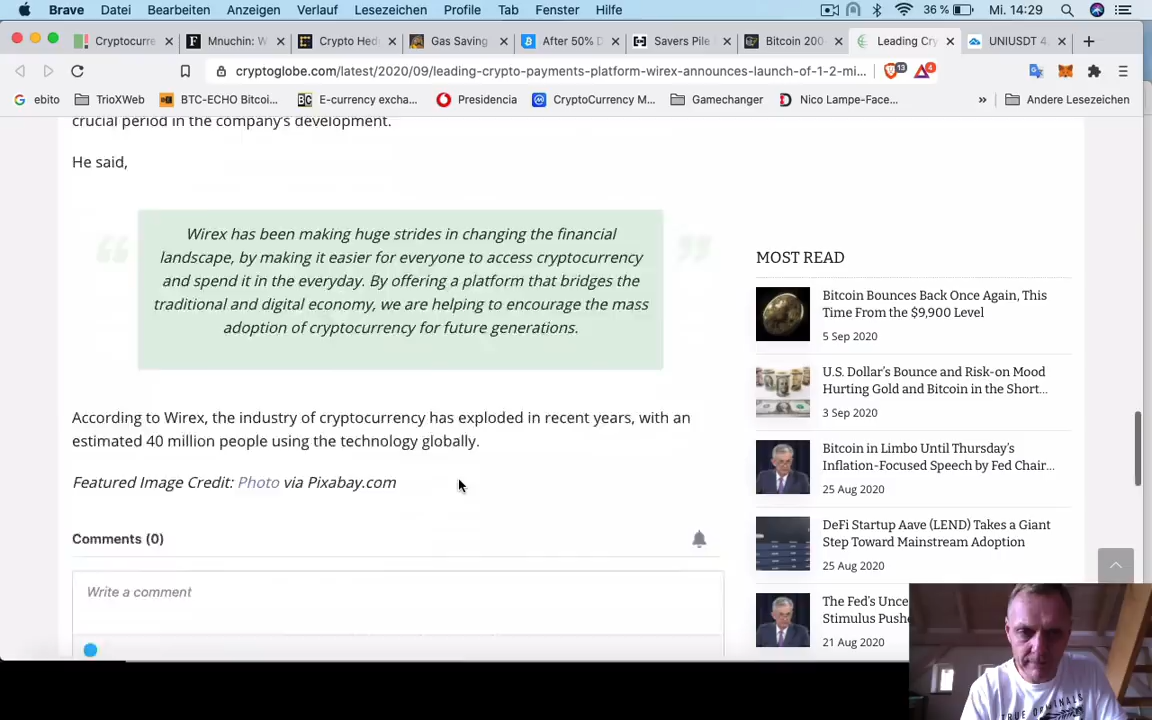 Brave Datei Bearbeiten Anzeigen Verlauf Lesezeichen Profile Tab Fenster Hilfe 36 % Mi. 14:29
Cryptocurre Mnuchin: W Crypto Hed Gas Saving After 50% D Savers Pile Bitcoin 200 Leading Cry UNIUSDT 4
cryptoglobe.com/latest/2020/09/leading-crypto-payments-platform-wirex-announces-launch-of-1-2-mi... 13 4
ebito TrioXWeb BTC-ECHO Bitcoi... E-currency excha... Presidencia CryptoCurrency M... Gamechanger Nico Lampe-Face... » Andere Lesezeichen
crucial period in the company's development.
He said,
Wirex has been making huge strides in changing the financial
landscape, by making it easier for everyone to access cryptocurrency
and spend it in the everyday. By offering a platform that bridges the
traditional and digital economy, we are helping to encourage the mass
adoption of cryptocurrency for future generations.
According to Wirex, the industry of cryptocurrency has exploded in recent years, with an
estimated 40 million people using the technology globally.
Featured Image Credit: Photo via Pixabay.com
Comments (0)
Write a comment
MOST READ
Bitcoin Bounces Back Once Again, This
Time From the $9,900 Level
5 Sep 2020
U.S. Dollar's Bounce and Risk-on Mood
Hurting Gold and Bitcoin in the Short...
3 Sep 2020
Bitcoin in Limbo Until Thursday's
Inflation-Focused Speech by Fed Chair...
25 Aug 2020
DeFi Startup Aave (LEND) Takes a Giant
Step Toward Mainstream Adoption
25 Aug 2020
The Fed's Unce
Stimulus Push
21 Aug 2020
TRUE ORIGINALS